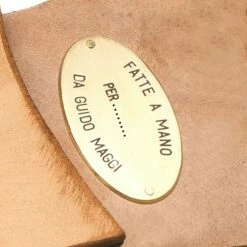 FATTE A MANO
PER........
DA GUIDO MAGGI